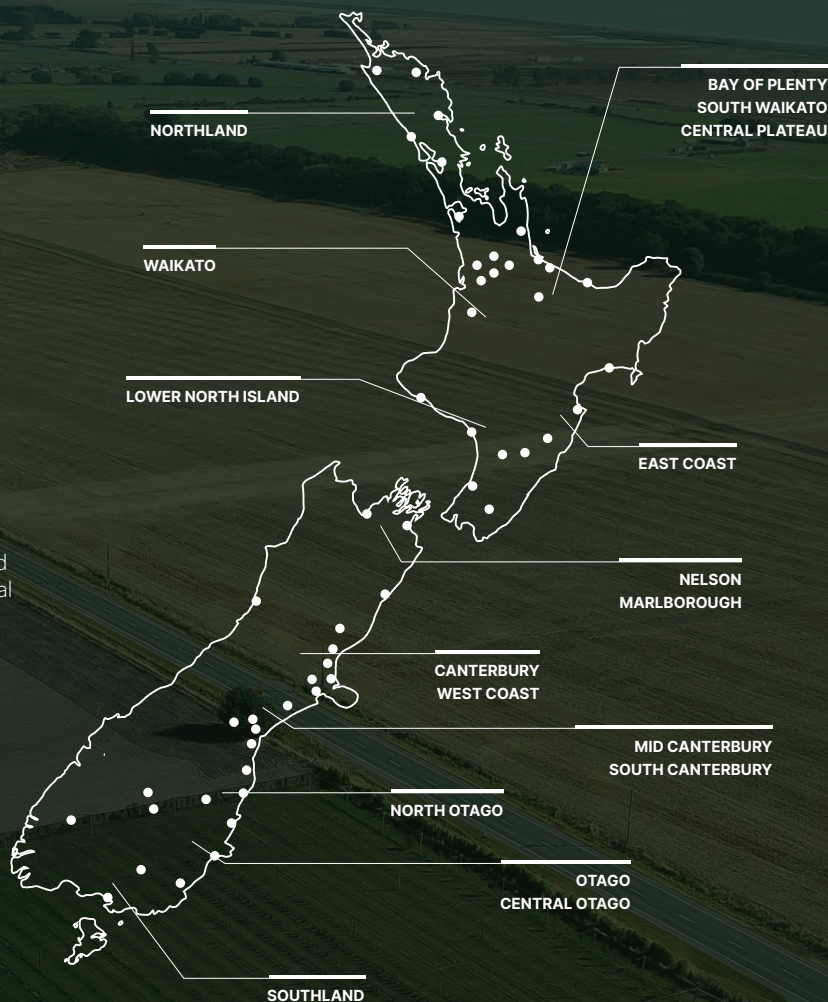 BAY OF PLENTY
SOUTH WAIKATO
CENTRAL PLATEAU
NORTHLAND
WAIKATO
LOWER NORTH ISLAND
EAST COAST
NELSON
MARLBOROUGH
CANTERBURY
WEST COAST
MID CANTERBURY
SOUTH CANTERBURY
NORTH OTAGO
OTAGO
CENTRAL OTAGO
SOUTHLAND